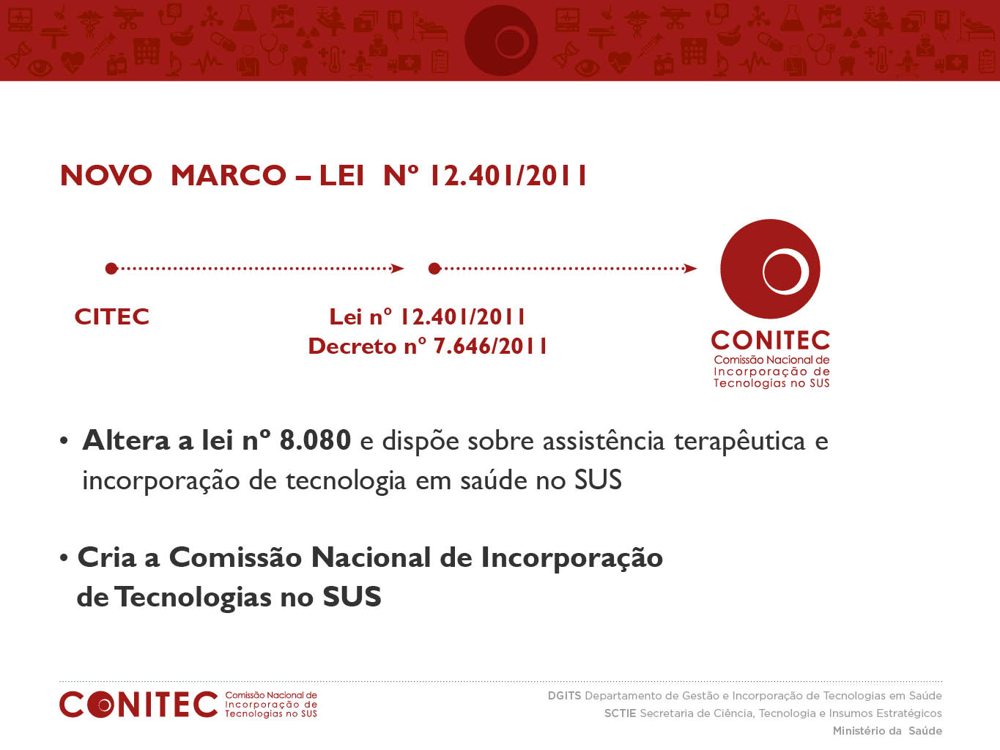 NOVO MARCO – LEI Nº 12.401/2011
CITEC
Lei n° 12.401/2011
Decreto n° 7.646/2011
CONITEC
Comissão Nacional de
Incorporação de
Tecnologias no SUS
• Altera a lei nº 8.080 e dispõe sobre assistência terapêutica e
incorporação de tecnologia em saúde no SUS
• Cria a Comissão Nacional de Incorporação
de Tecnologias no SUS
CONITEC
Comissão Nacional de
Incorporação de
Tecnologias no SUS
DGITS Departamento de Gestão e Incorporação de Tecnologias em Saúde
SCTIE Secretaria de Ciência, Tecnologia e Insumos Estratégicos
Ministério da Saúde